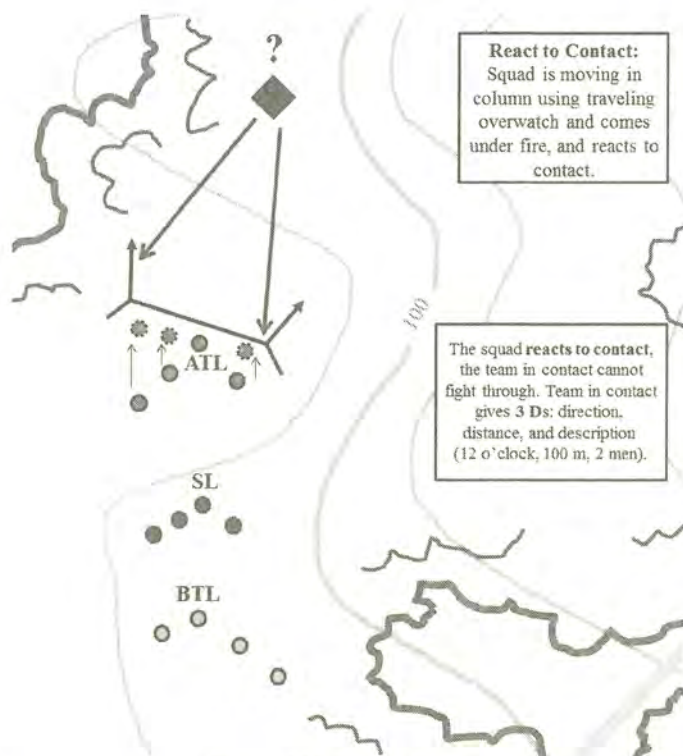 ?
React to Contact:
Squad is moving in
column using traveling
overwatch and comes
under fire, and reacts to
contact.
100
The squad reacts to contact,
the team in contact cannot
fight through. Team in contact
gives 3 Ds: direction,
distance, and description
(12 o'clock, 100 m, 2 men).
ATL
SL
BTL